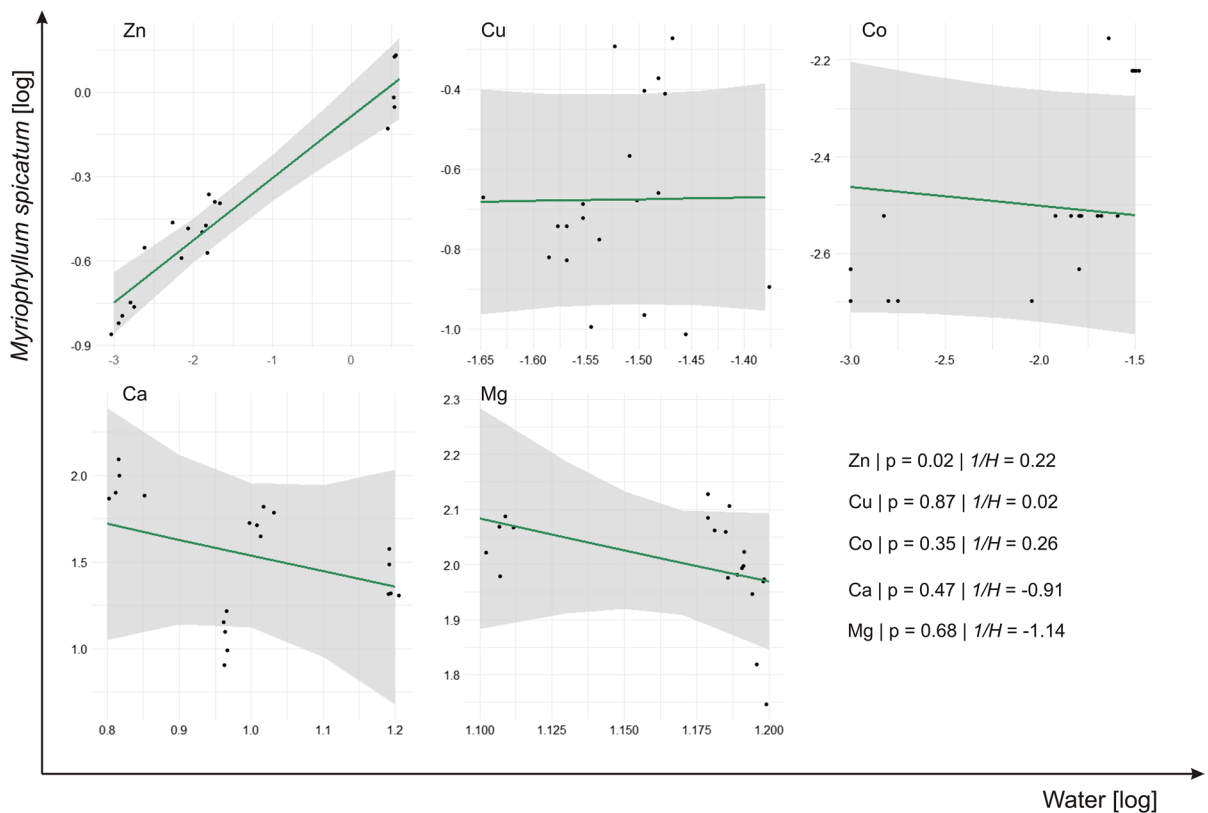 Zn
0.0
-0.3
-0.6
-0.9
-3 -2 -1 0
Cu
-0.4
-0.6
-0.8
-1.0
-1.65 -1.60 -1.55 -1.50 -1.45 -1.40
Co
-2.2
-2.4
-2.6
-3.0 -2.5 -2.0 -1.5
Myriophyllum spicatum [log]
Ca
2.0
1.5
1.0
0.8 0.9 1.0 1.1 1.2
Mg
2.3
2.2
2.1
2.0
1.9
1.8
1.100 1.125 1.150 1.175 1.200
Zn | p = 0.02 | 1/H = 0.22
Cu | p = 0.87 | 1/H = 0.02
Co | p = 0.35 | 1/H = 0.26
Ca | p = 0.47 | 1/H = -0.91
Mg | p = 0.68 | 1/H = -1.14
Water [log]